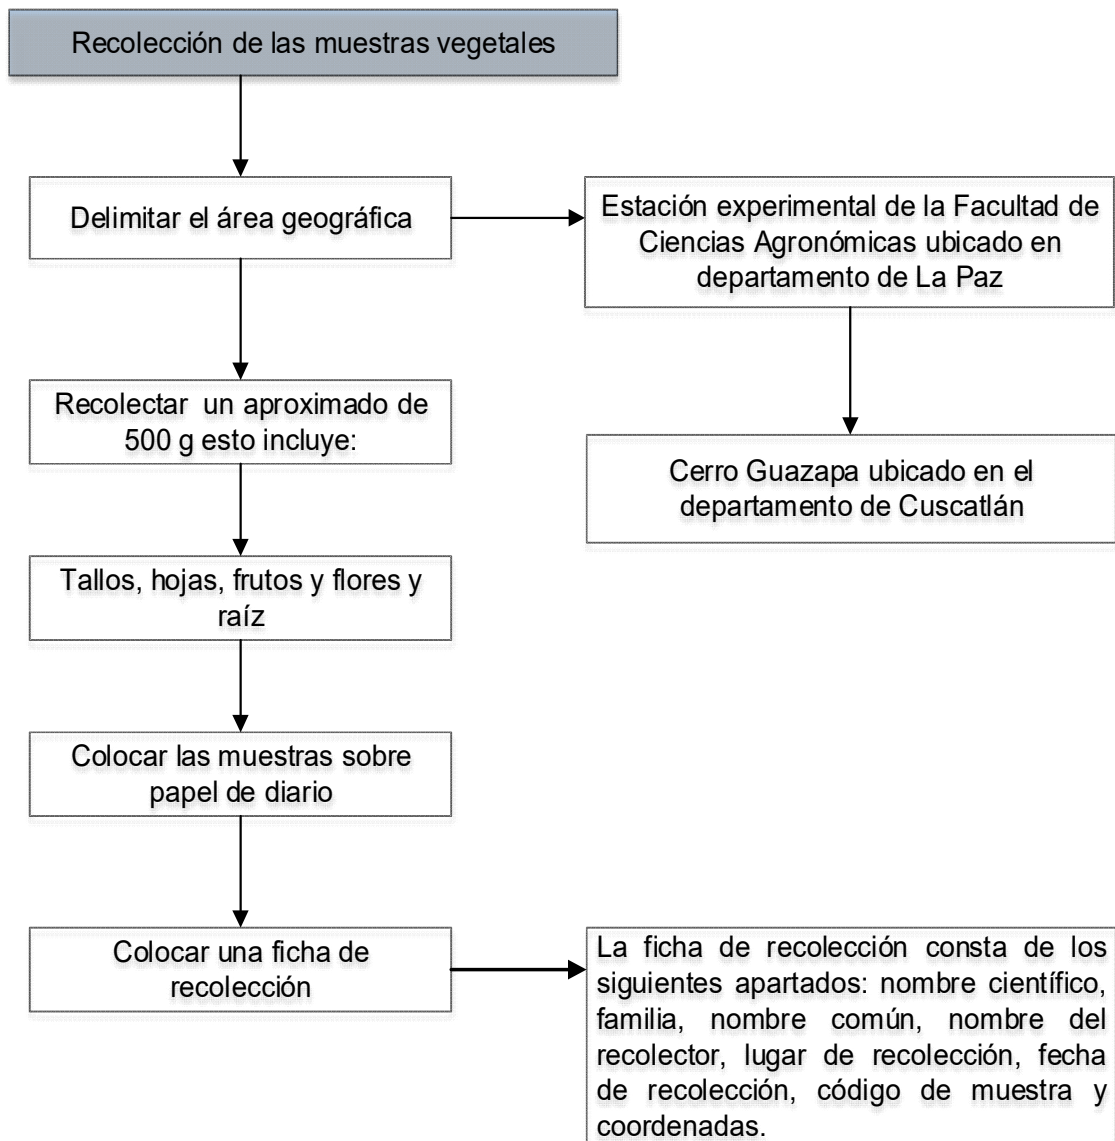 Recolección de las muestras vegetales
Delimitar el área geográfica
Estación experimental de la Facultad de
Ciencias Agronómicas ubicado en
departamento de La Paz
Recolectar un aproximado de
500 g esto incluye:
Cerro Guazapa ubicado en el
departamento de Cuscatlán
Tallos, hojas, frutos y flores y
raíz
Colocar las muestras sobre
papel de diario
Colocar una ficha de
recolección
La ficha de recolección consta de los
siguientes apartados: nombre científico,
familia, nombre común, nombre del
recolector, lugar de recolección, fecha
de recolección, código de muestra y
coordenadas.